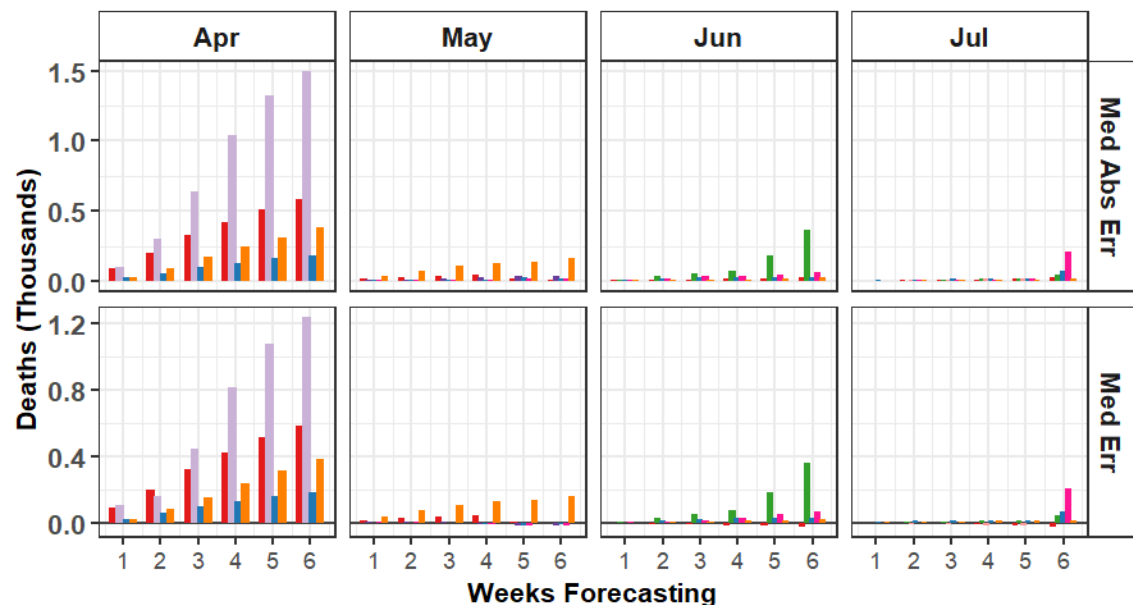 Apr May Jun Jul
1.5
1.0
0.5
0.0
Med Abs Err
Deaths (Thousands)
1.2
0.8
0.4
0.0
Med Err
1 2 3 4 5 6 1 2 3 4 5 6 1 2 3 4 5 6 1 2 3 4 5 6
Weeks Forecasting